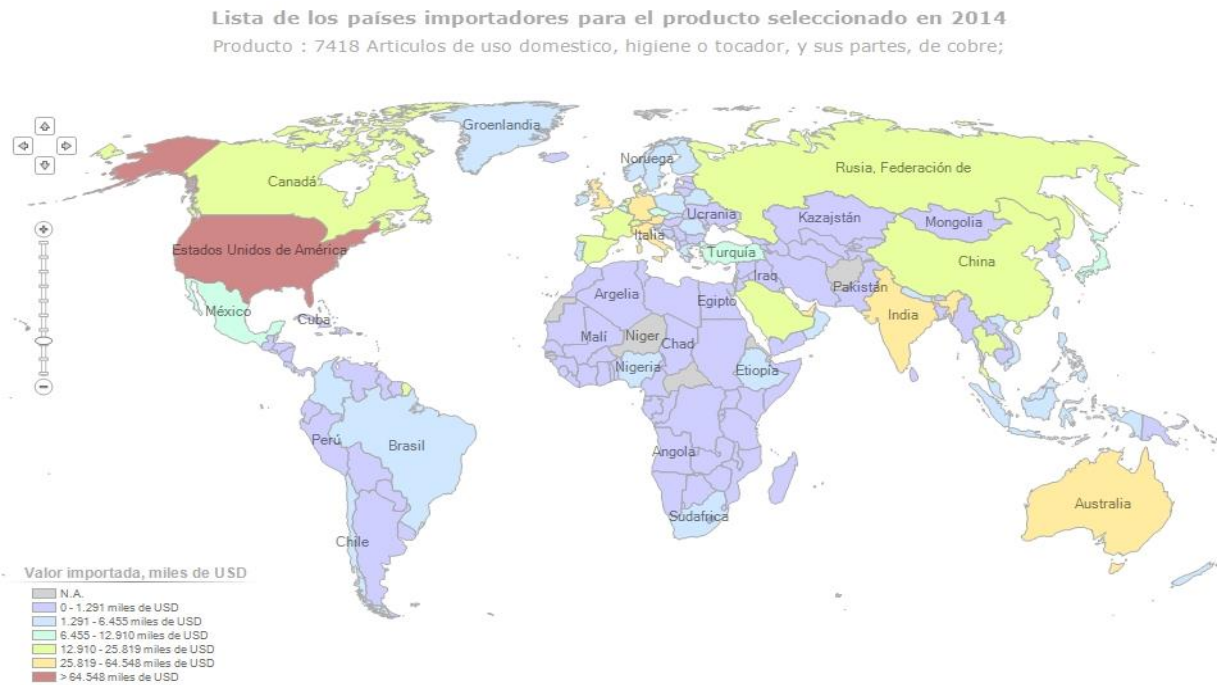 Lista de los países importadores para el producto seleccionado en 2014
Producto : 7418 Articulos de uso domestico, higiene o tocador, y sus partes, de cobre;
Groenlandia
Noruega
Rusia, Federación de
Canadá
Ucrania
Kazajstán
Mongolia
Italia
Estados Unidos de América
Turquía
China
Iraq
Pakistán
Argelia
Egipto
México
Cuba
India
Malí
Niger
Chad
Nigeria
Etiopía
Perú
Brasil
Angola
Australia
Sudafrica
Chile
Valor importada, miles de USD
N.A.
0 - 1.291 miles de USD
1.291 - 6.455 miles de USD
6.455 - 12.910 miles de USD
12.910 - 25.819 miles de USD
25.819 - 64.548 miles de USD
> 64.548 miles de USD